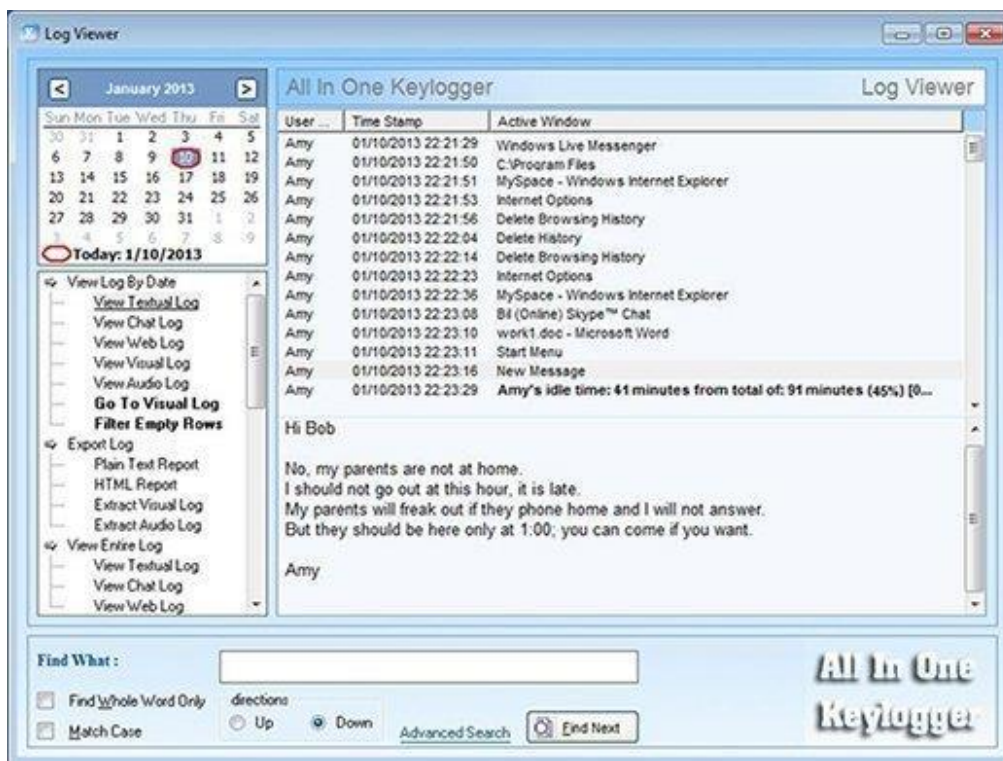 Log Viewer
January 2013
Sun Mon Tue Wed Thu Fri Sat
30 31 1 2 3 4 5
6 7 8 9 10 11 12
13 14 15 16 17 18 19
20 21 22 23 24 25 26
27 28 29 30 31 1 2
3 4 5 6 7 8 9
Today: 1/10/2013
View Log By Date
View Textual Log
View Chat Log
View Web Log
View Visual Log
View Audio Log
Go To Visual Log
Filter Empty Rows
Export Log
Plain Text Report
HTML Report
Extract Visual Log
Extract Audio Log
View Entire Log
View Textual Log
View Chat Log
View Web Log
All In One Keylogger Log Viewer
User ... Time Stamp Active Window
Amy 01/10/2013 22:21:29 Windows Live Messenger
Amy 01/10/2013 22:21:50 C:\Program Files
Amy 01/10/2013 22:21:51 MySpace - Windows Internet Explorer
Amy 01/10/2013 22:21:53 Internet Options
Amy 01/10/2013 22:21:56 Delete Browsing History
Amy 01/10/2013 22:22:04 Delete History
Amy 01/10/2013 22:22:14 Delete Browsing History
Amy 01/10/2013 22:22:23 Internet Options
Amy 01/10/2013 22:22:36 MySpace - Windows Internet Explorer
Amy 01/10/2013 22:23:08 Bil (Online) Skype™ Chat
Amy 01/10/2013 22:23:10 work1.doc - Microsoft Word
Amy 01/10/2013 22:23:11 Start Menu
Amy 01/10/2013 22:23:16 New Message
Amy 01/10/2013 22:23:29 Amy's idle time: 41 minutes from total of: 91 minutes (45%) [0...
Hi Bob
No, my parents are not at home.
I should not go out at this hour, it is late.
My parents will freak out if they phone home and I will not answer.
But they should be here only at 1:00; you can come if you want.
Amy
Find What :
Find Whole Word Only
Match Case
directions
Up Down
Advanced Search
Find Next
All In One
Keylogger